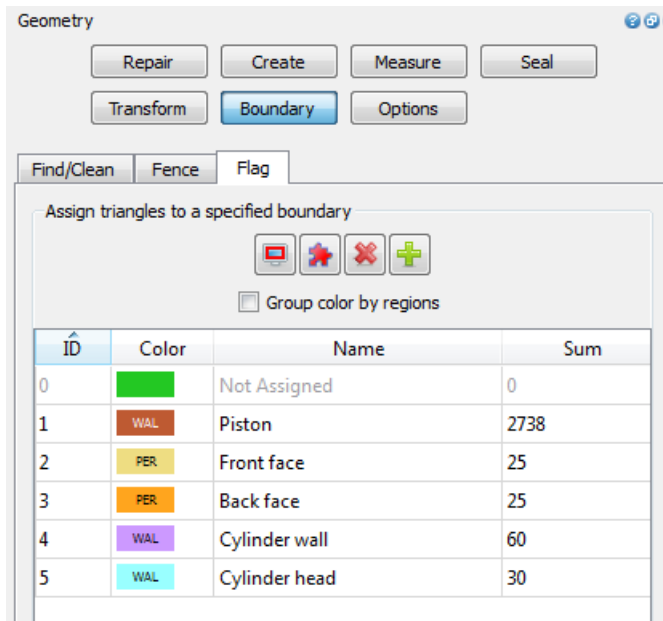 Geometry
Repair Create Measure Seal
Transform Boundary Options
Find/Clean Fence Flag
Assign triangles to a specified boundary
Group color by regions
ID Color Name Sum
0 Not Assigned 0
1 WAL Piston 2738
2 PER Front face 25
3 PER Back face 25
4 WAL Cylinder wall 60
5 WAL Cylinder head 30